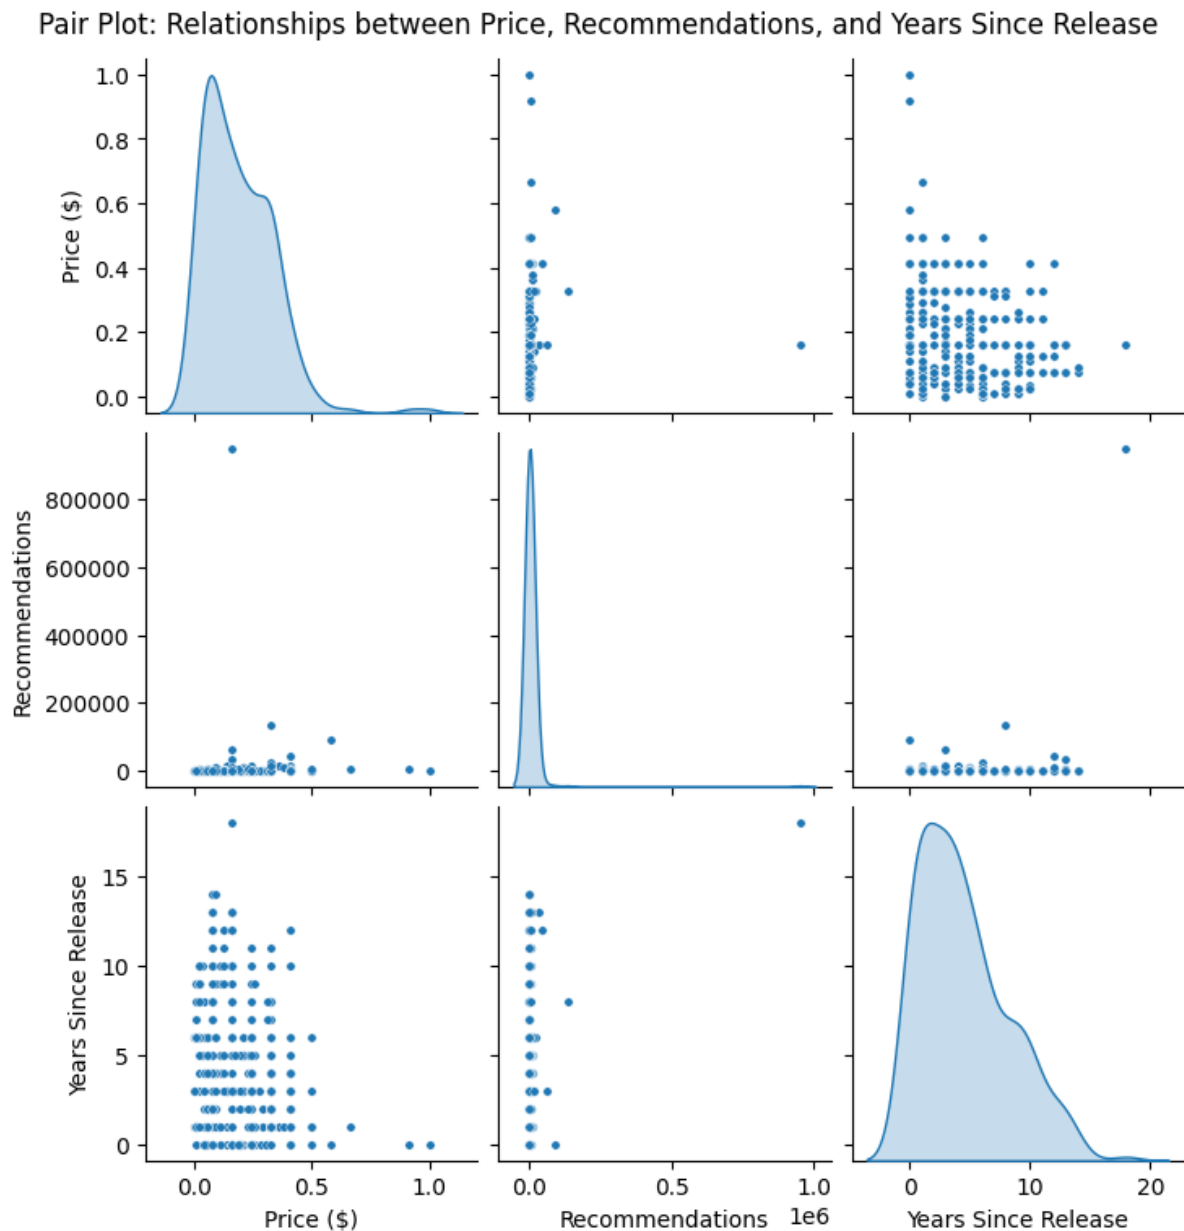 Pair Plot: Relationships between Price, Recommendations, and Years Since Release
1.0
0.8
0.6
0.4
0.2
0.0
Price ($)
800000
600000
400000
200000
0
Recommendations
15
10
5
0
Years Since Release
0.0 0.5 1.0
Price ($)
0.0 0.5 1.0
1e6
Recommendations
0 10 20
Years Since Release